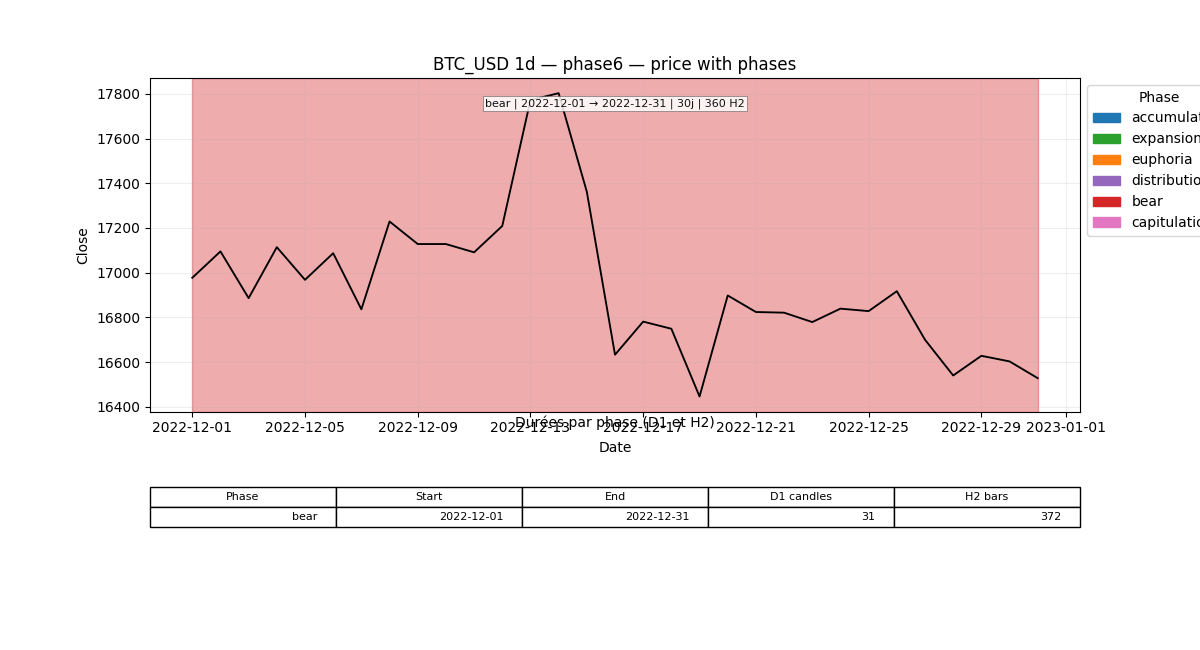 BTC_USD 1d — phase6 — price with phases
17800
17600
17400
17200
17000
16800
16600
16400
Close
bear | 2022-12-01 → 2022-12-31 | 30j | 360 H2
Phase
accumulat
expansion
euphoria
distributio
bear
capitulatio
Durées par phase (D1 et H2)
2022-12-01 2022-12-05 2022-12-09 2022-12-13 2022-12-17 2022-12-21 2022-12-25 2022-12-29 2023-01-01
Date
Phase Start End D1 candles H2 bars
bear 2022-12-01 2022-12-31 31 372